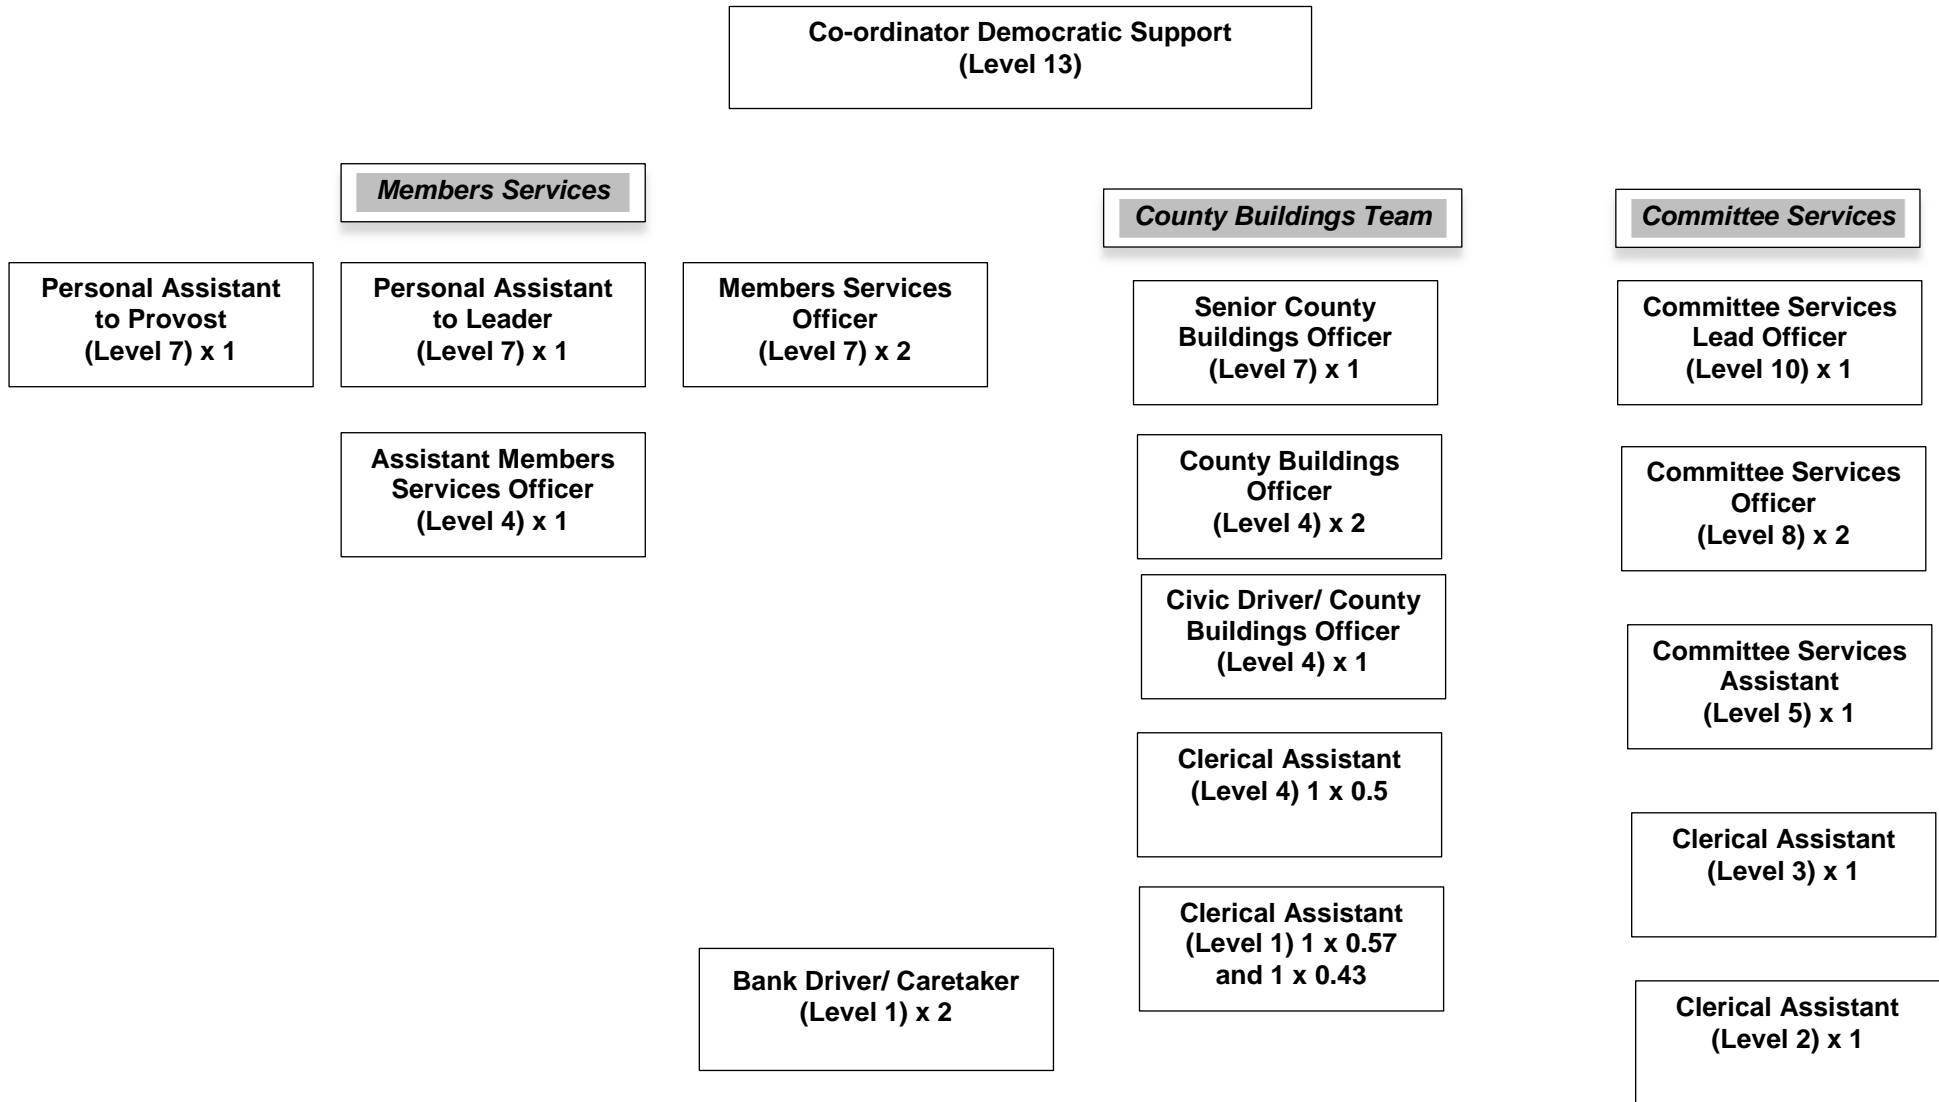 Co-ordinator Democratic Support
(Level 13)
Members Services
Personal Assistant
to Provost
(Level 7) x 1
Personal Assistant
to Leader
(Level 7) x 1
Members Services
Officer
(Level 7) x 2
Assistant Members
Services Officer
(Level 4) x 1
Bank Driver/ Caretaker
(Level 1) x 2
County Buildings Team
Senior County
Buildings Officer
(Level 7) x 1
County Buildings
Officer
(Level 4) x 2
Civic Driver/ County
Buildings Officer
(Level 4) x 1
Clerical Assistant
(Level 4) 1 x 0.5
Clerical Assistant
(Level 1) 1 x 0.57
and 1 x 0.43
Committee Services
Committee Services
Lead Officer
(Level 10) x 1
Committee Services
Officer
(Level 8) x 2
Committee Services
Assistant
(Level 5) x 1
Clerical Assistant
(Level 3) x 1
Clerical Assistant
(Level 2) x 1